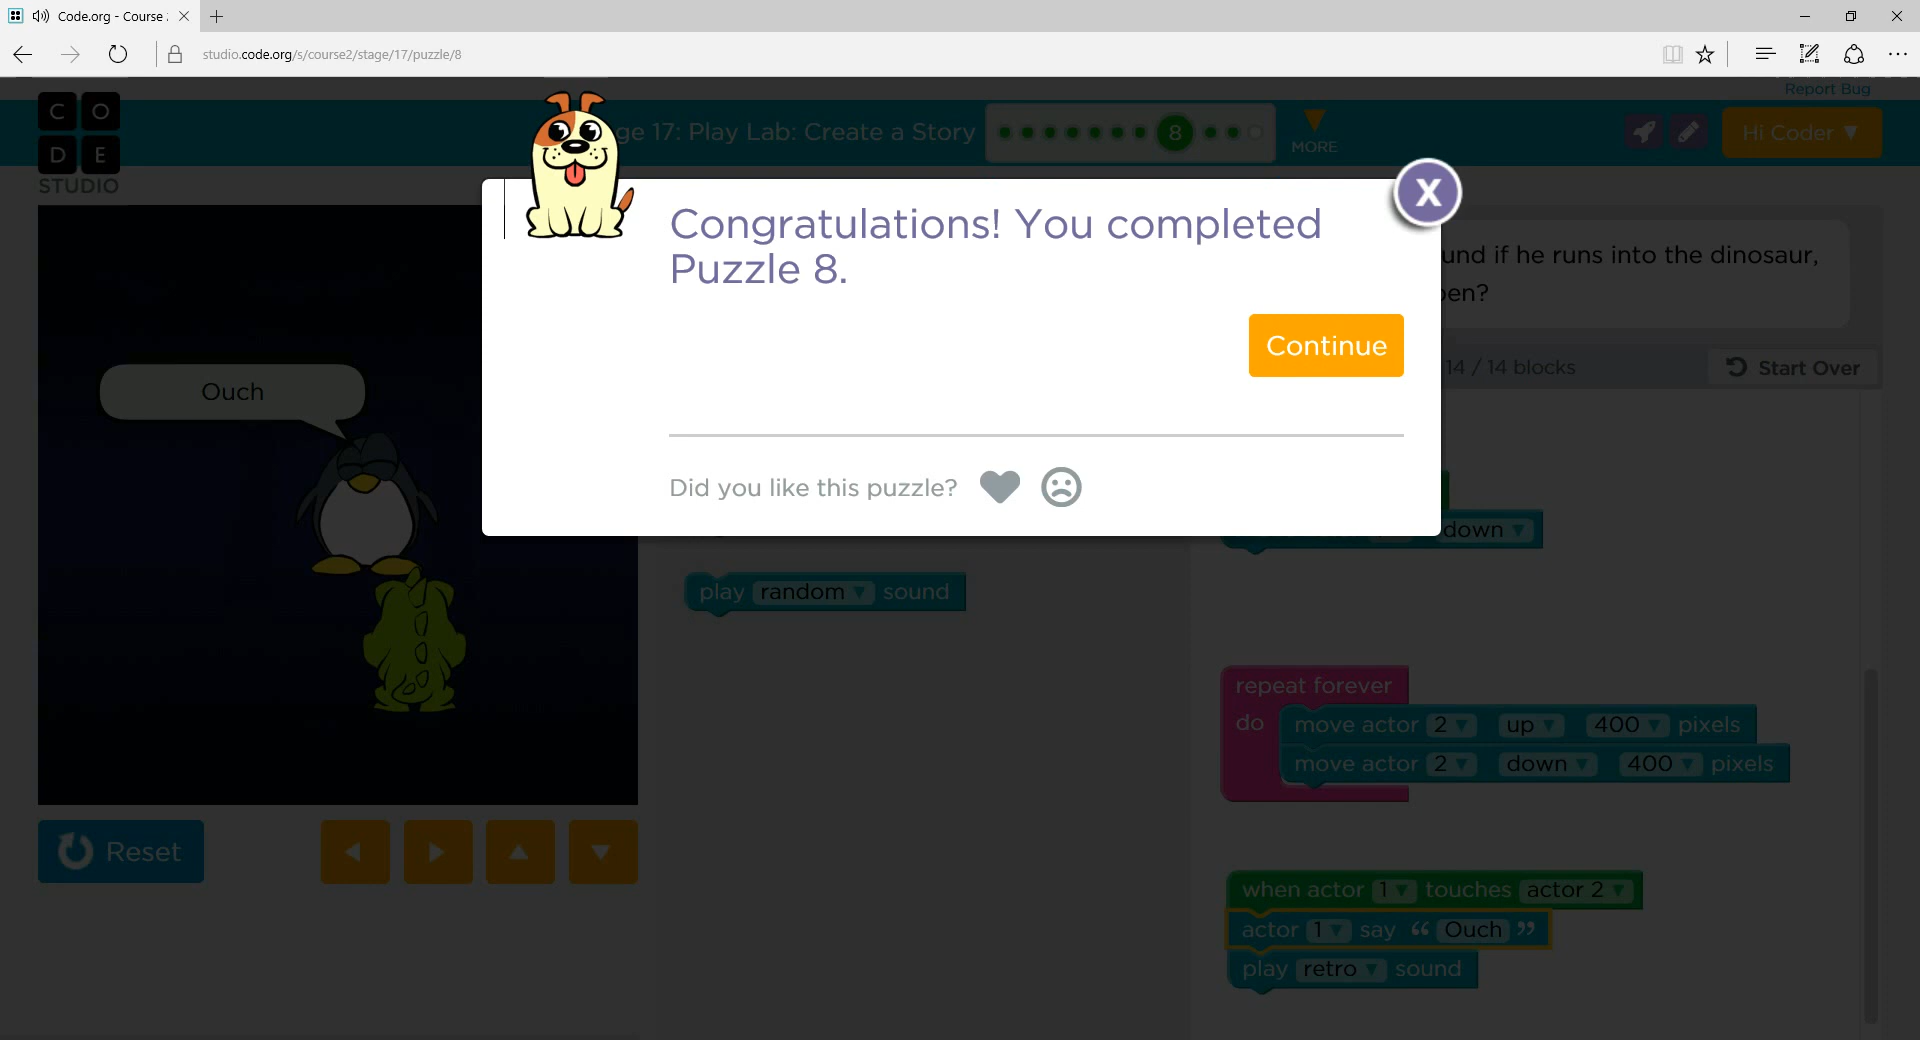 Code.org - Course
studio.code.org/s/course2/stage/17/puzzle/8
Report Bug
C O
D E
STUDIO
ge 17: Play Lab: Create a Story
8
MORE
Hi Coder
X
Congratulations! You completed
Puzzle 8.
Continue
Did you like this puzzle?
und if he runs into the dinosaur,
pen?
14 / 14 blocks
Start Over
Ouch
down
play random sound
repeat forever
do
move actor 2 up 400 pixels
move actor 2 down 400 pixels
Reset
when actor 1 touches actor 2
actor 1 say “ Ouch ”
play retro sound